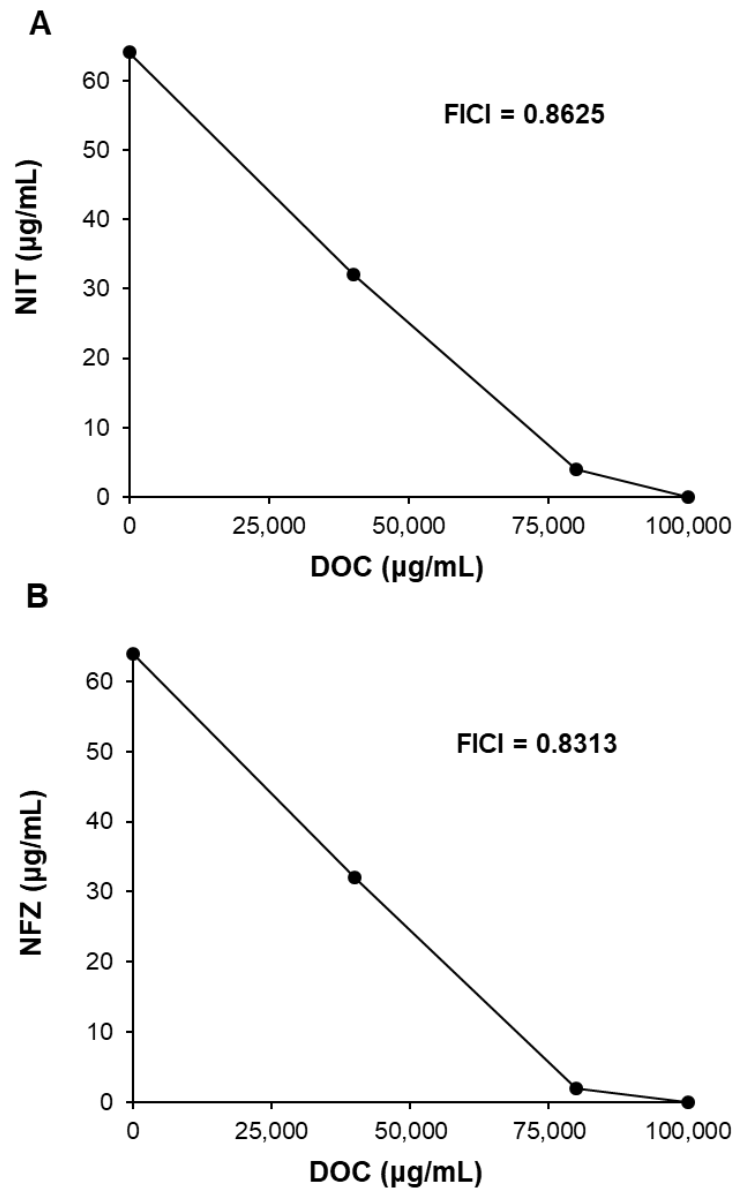 A
FICI = 0.8625
NIT (µg/mL)
60
50
40
30
20
10
0
0 25,000 50,000 75,000 100,000
DOC (µg/mL)
B
FICI = 0.8313
NFZ (µg/mL)
60
50
40
30
20
10
0
0 25,000 50,000 75,000 100,000
DOC (µg/mL)